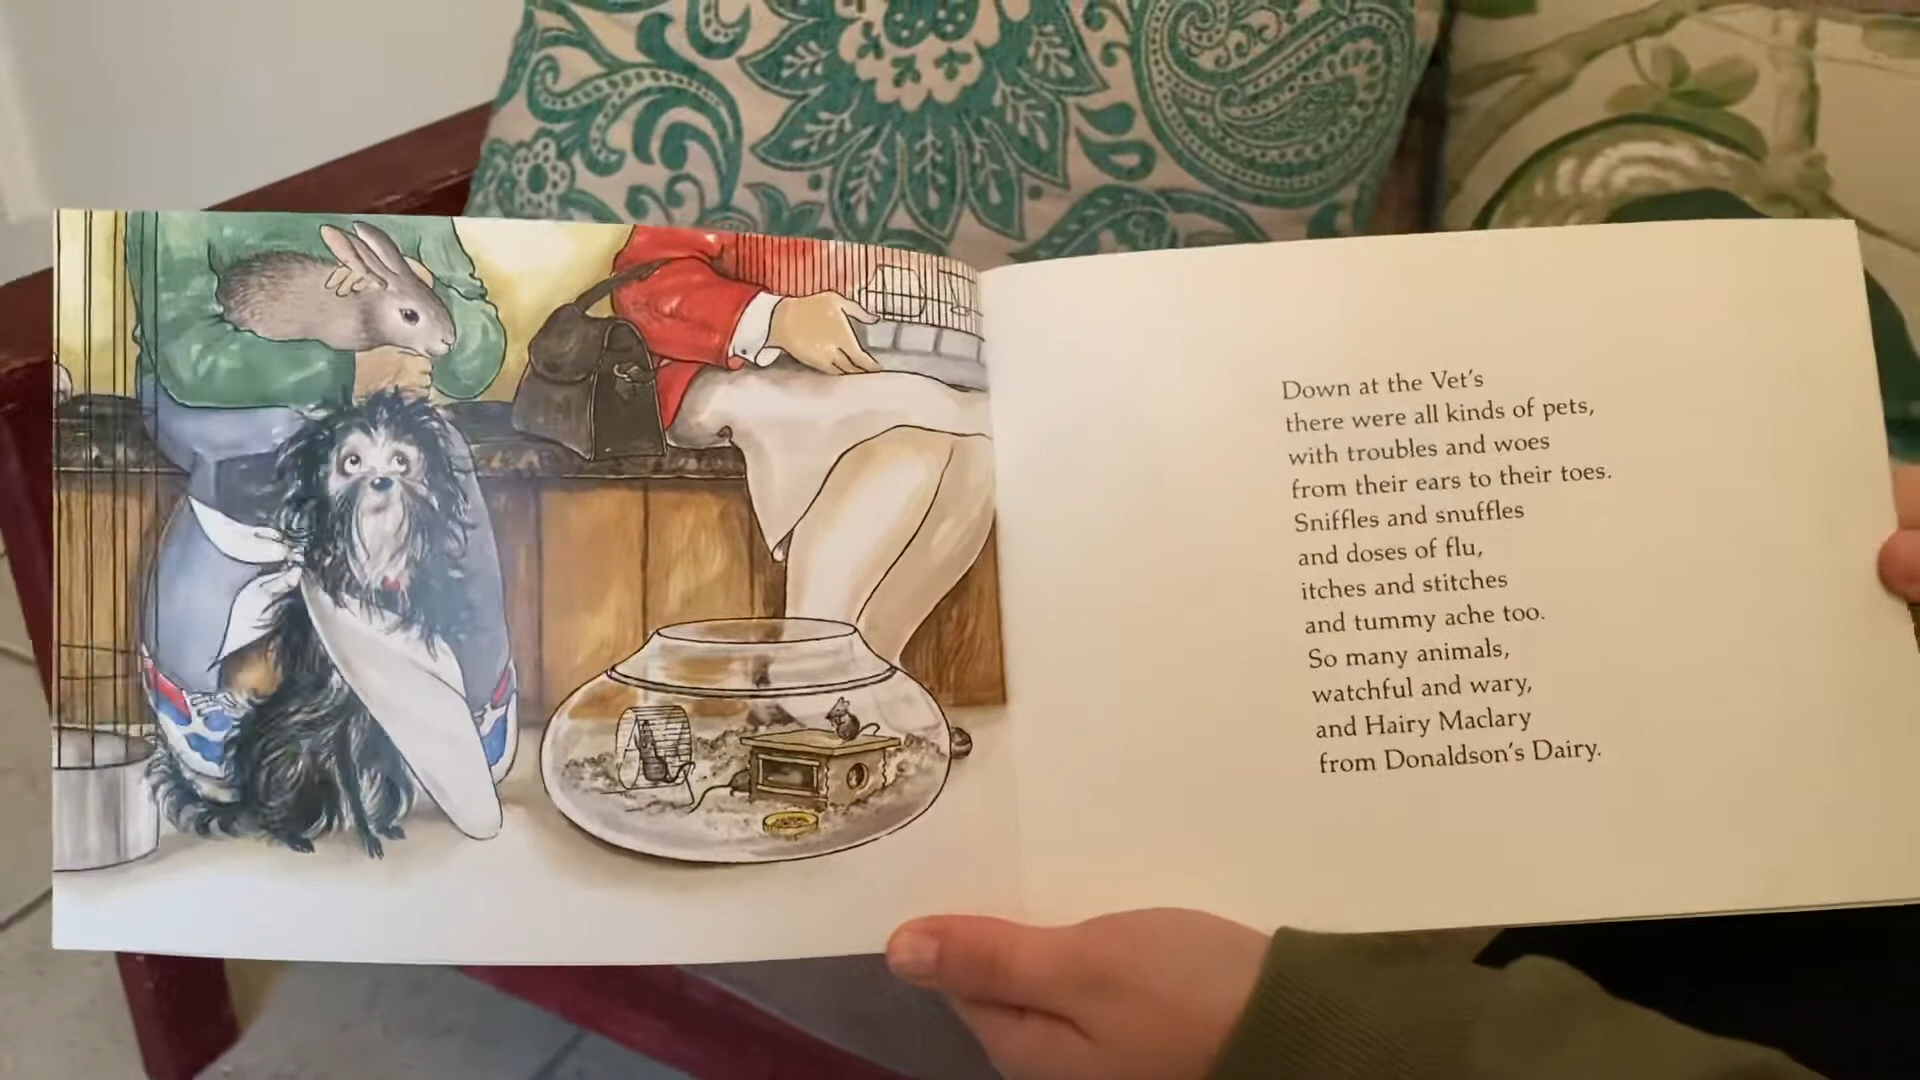 Down at the Vet's
there were all kinds of pets,
with troubles and woes
from their ears to their toes.
Sniffles and snuffles
and doses of flu,
itches and stitches
and tummy ache too.
So many animals,
watchful and wary,
and Hairy Maclary
from Donaldson's Dairy.